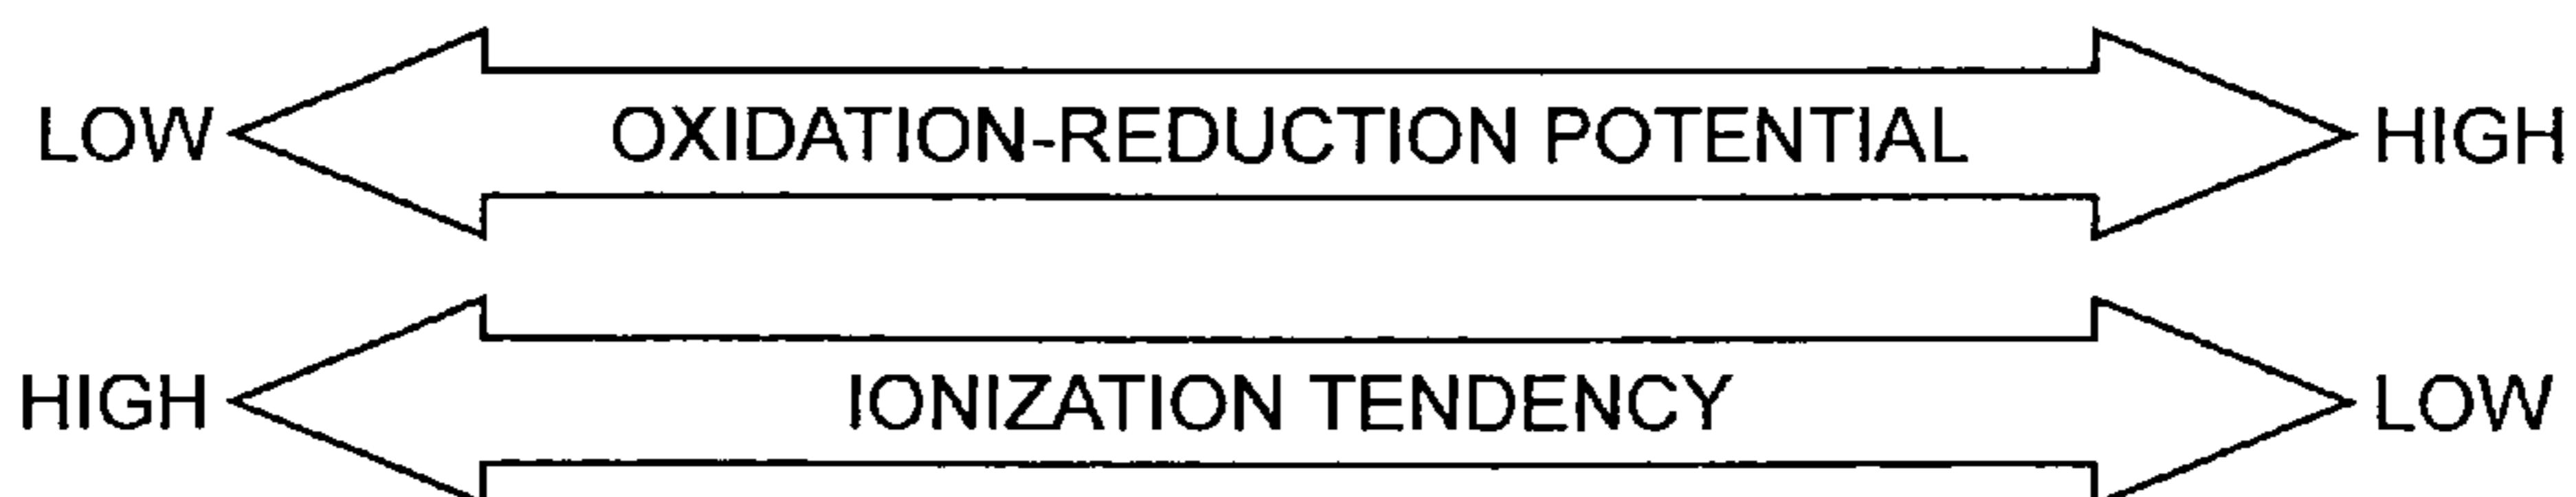 LOW OXIDATION-REDUCTION POTENTIAL HIGH
HIGH IONIZATION TENDENCY LOW